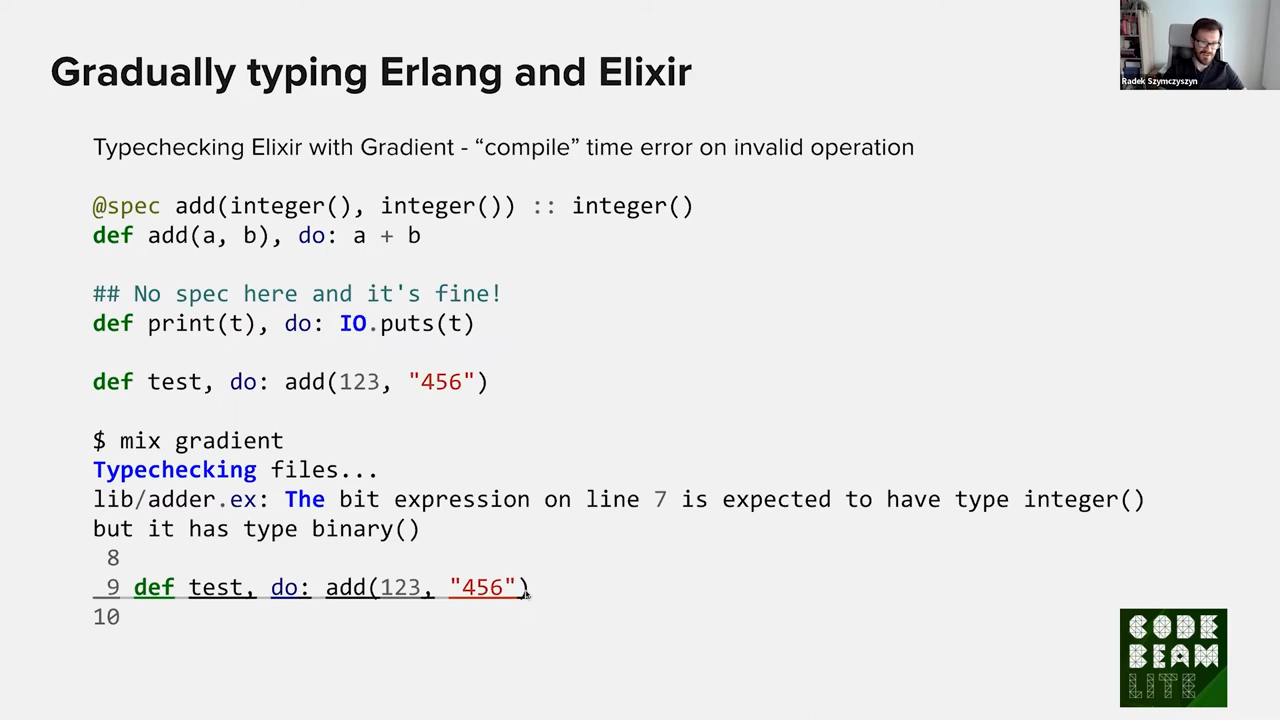 Gradually typing Erlang and Elixir
Radek Szymczyszyn
Typechecking Elixir with Gradient - “compile” time error on invalid operation
@spec add(integer(), integer()) :: integer()
def add(a, b), do: a + b
## No spec here and it's fine!
def print(t), do: IO.puts(t)
def test, do: add(123, "456")
$ mix gradient
Typechecking files...
lib/adder.ex: The bit expression on line 7 is expected to have type integer()
but it has type binary()
8
9 def test, do: add(123, "456")
10
CODE
BEAM
LITE